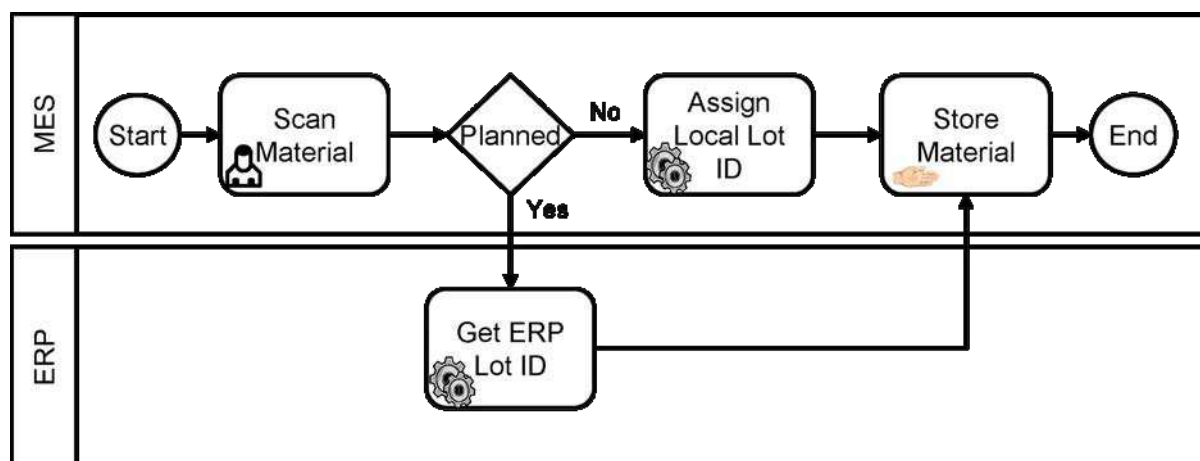 MES
Start
Scan
Material
Planned
No
Yes
Assign
Local Lot
ID
Store
Material
End
ERP
Get ERP
Lot ID